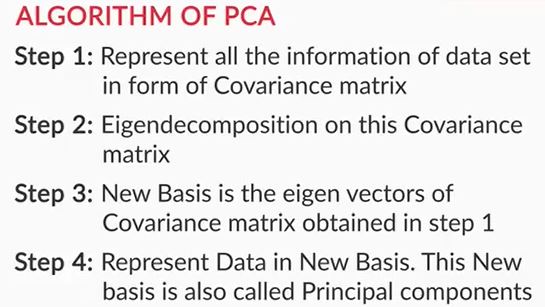 ALGORITHM OF PCA
Step 1: Represent all the information of data set
in form of Covariance matrix
Step 2: Eigendecomposition on this Covariance
matrix
Step 3: New Basis is the eigen vectors of
Covariance matrix obtained in step 1
Step 4: Represent Data in New Basis. This New
basis is also called Principal components